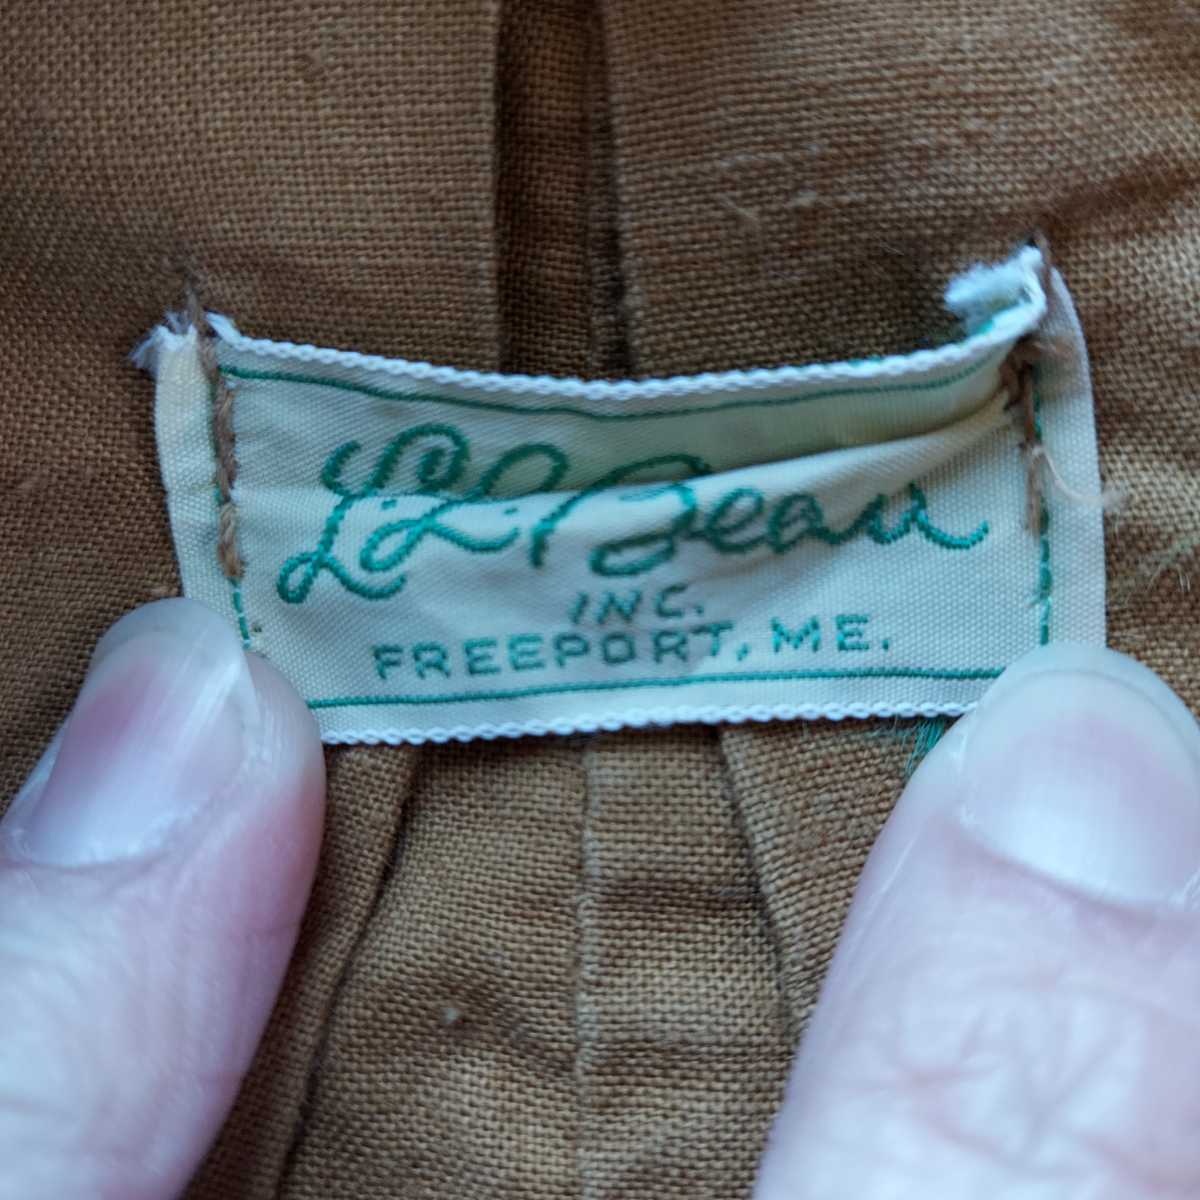 L.L.Bean
INC.
FREEPORT, ME.